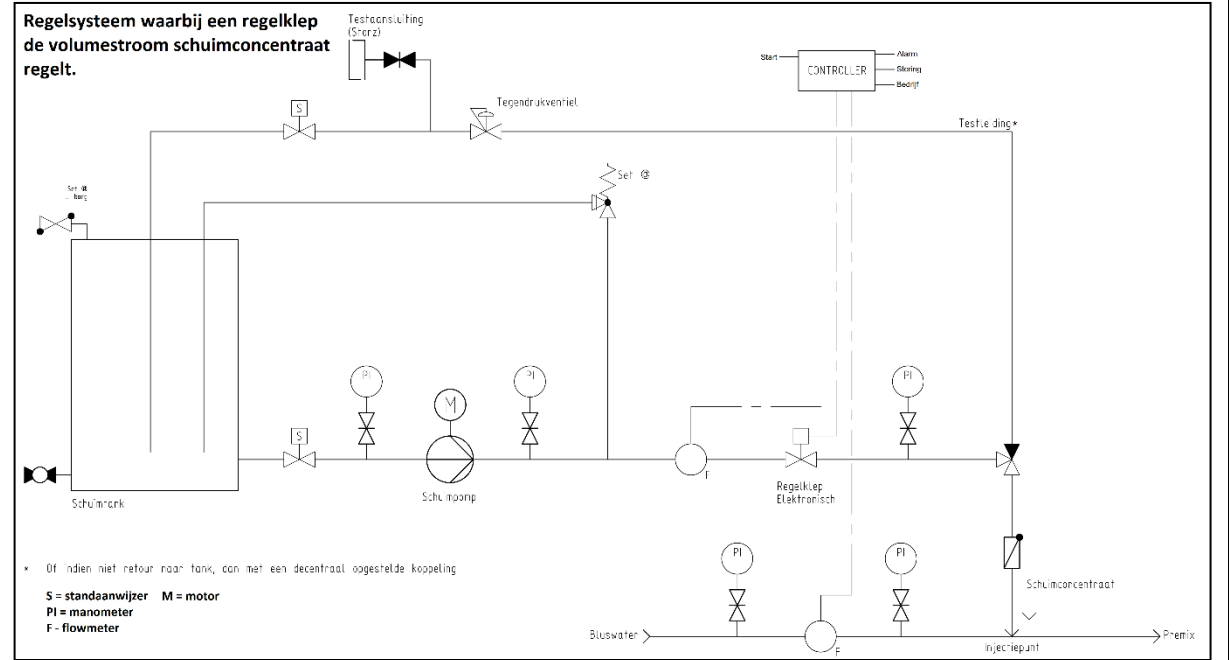 Regelsysteem waarbij een regelklep
de volumestroom schuimconcentraat
regelt.
Testaansluiting
(Storz)
Start
CONTROLLER
Alarm
Storing
Bedrijf
S
Tegendrukventiel
Testleiding*
Set @
Set @
PI
PI
M
PI
S
F
Schuimpomp
Regelklep
Elektronisch
Schuimtank
* Of indien niet retour naar tank, dan met een decentraal opgestelde koppeling
PI
PI
Schuimconcentraat
S = standaanwijzer M = motor
PI = manometer
F - flowmeter
Bluswater
F
Injectiepunt
Premix